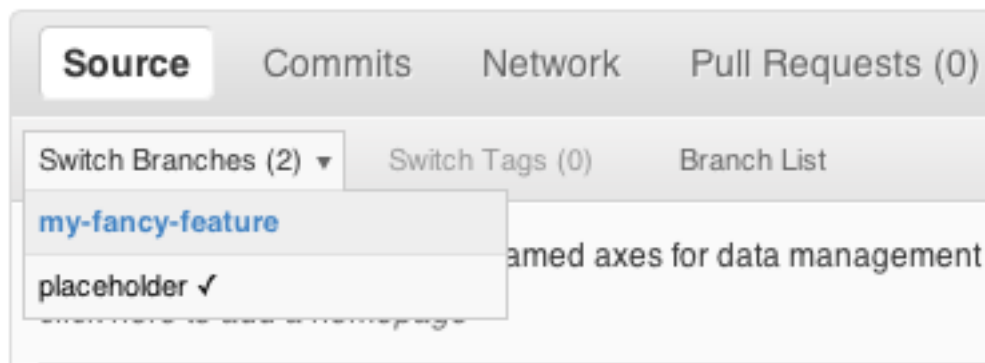 Source Commits Network Pull Requests (0)
Switch Branches (2) ▼ Switch Tags (0) Branch List
my-fancy-feature
amed axes for data management
placeholder ✓